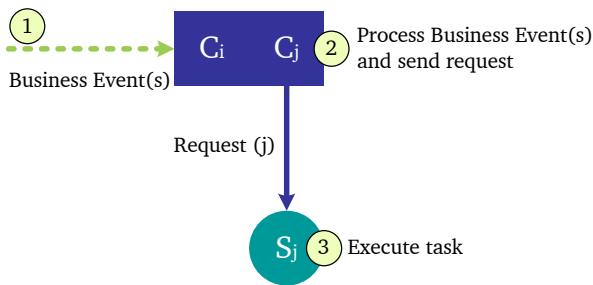 1
Business Event(s)
Ci Cj
2
Process Business Event(s)
and send request
Request (j)
Sj
3
Execute task